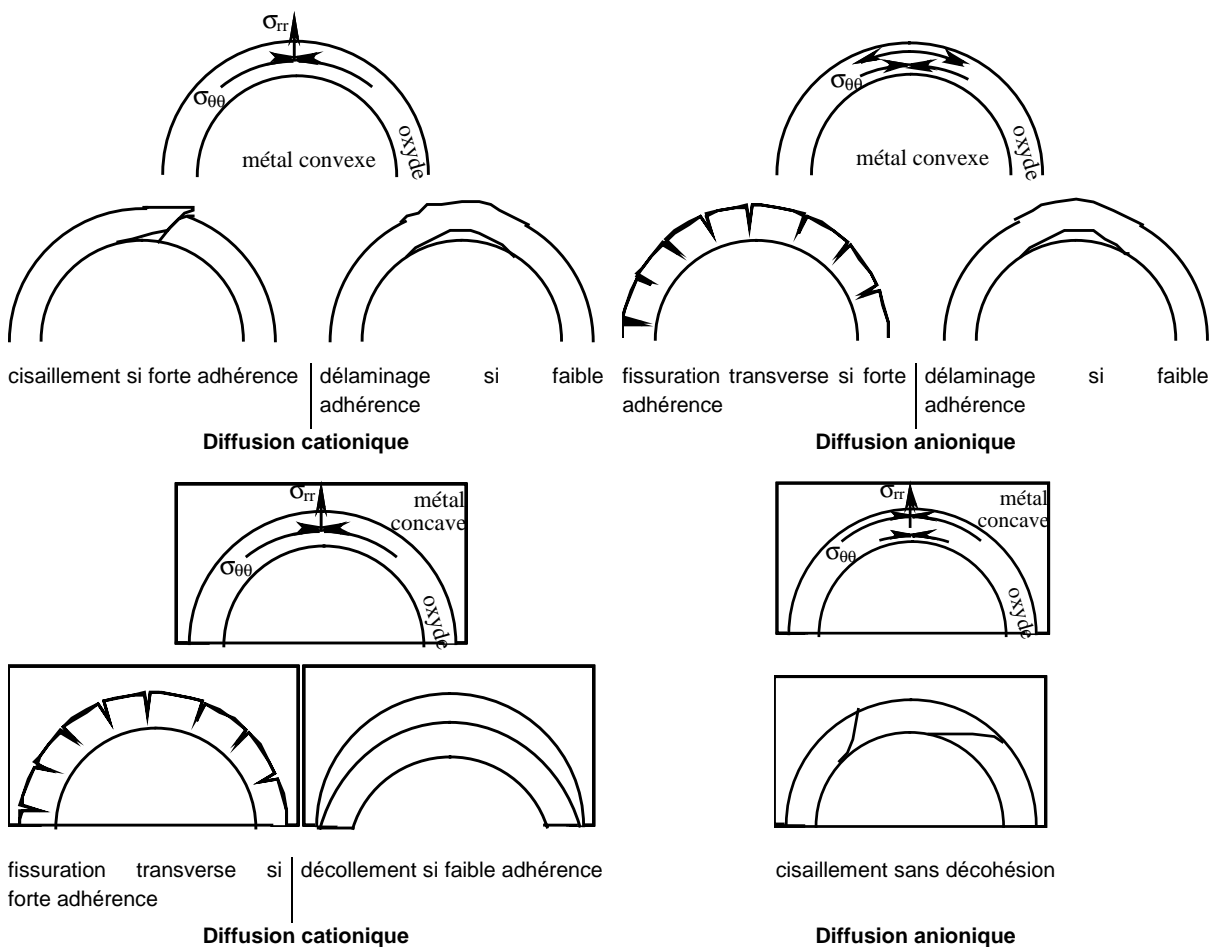 σrr
σθθ
oxyde
métal convexe
σθθ
oxyde
métal convexe
cisaillement si forte adhérence
délaminage si faible
adhérence
Diffusion cationique
fissuration transverse si forte
adhérence
délaminage si faible
adhérence
Diffusion anionique
σrr
métal
concave
σθθ
oxyde
σrr
métal
concave
σθθ
oxyde
fissuration transverse si
forte adhérence
décollement si faible adhérence
Diffusion cationique
cisaillement sans décohésion
Diffusion anionique